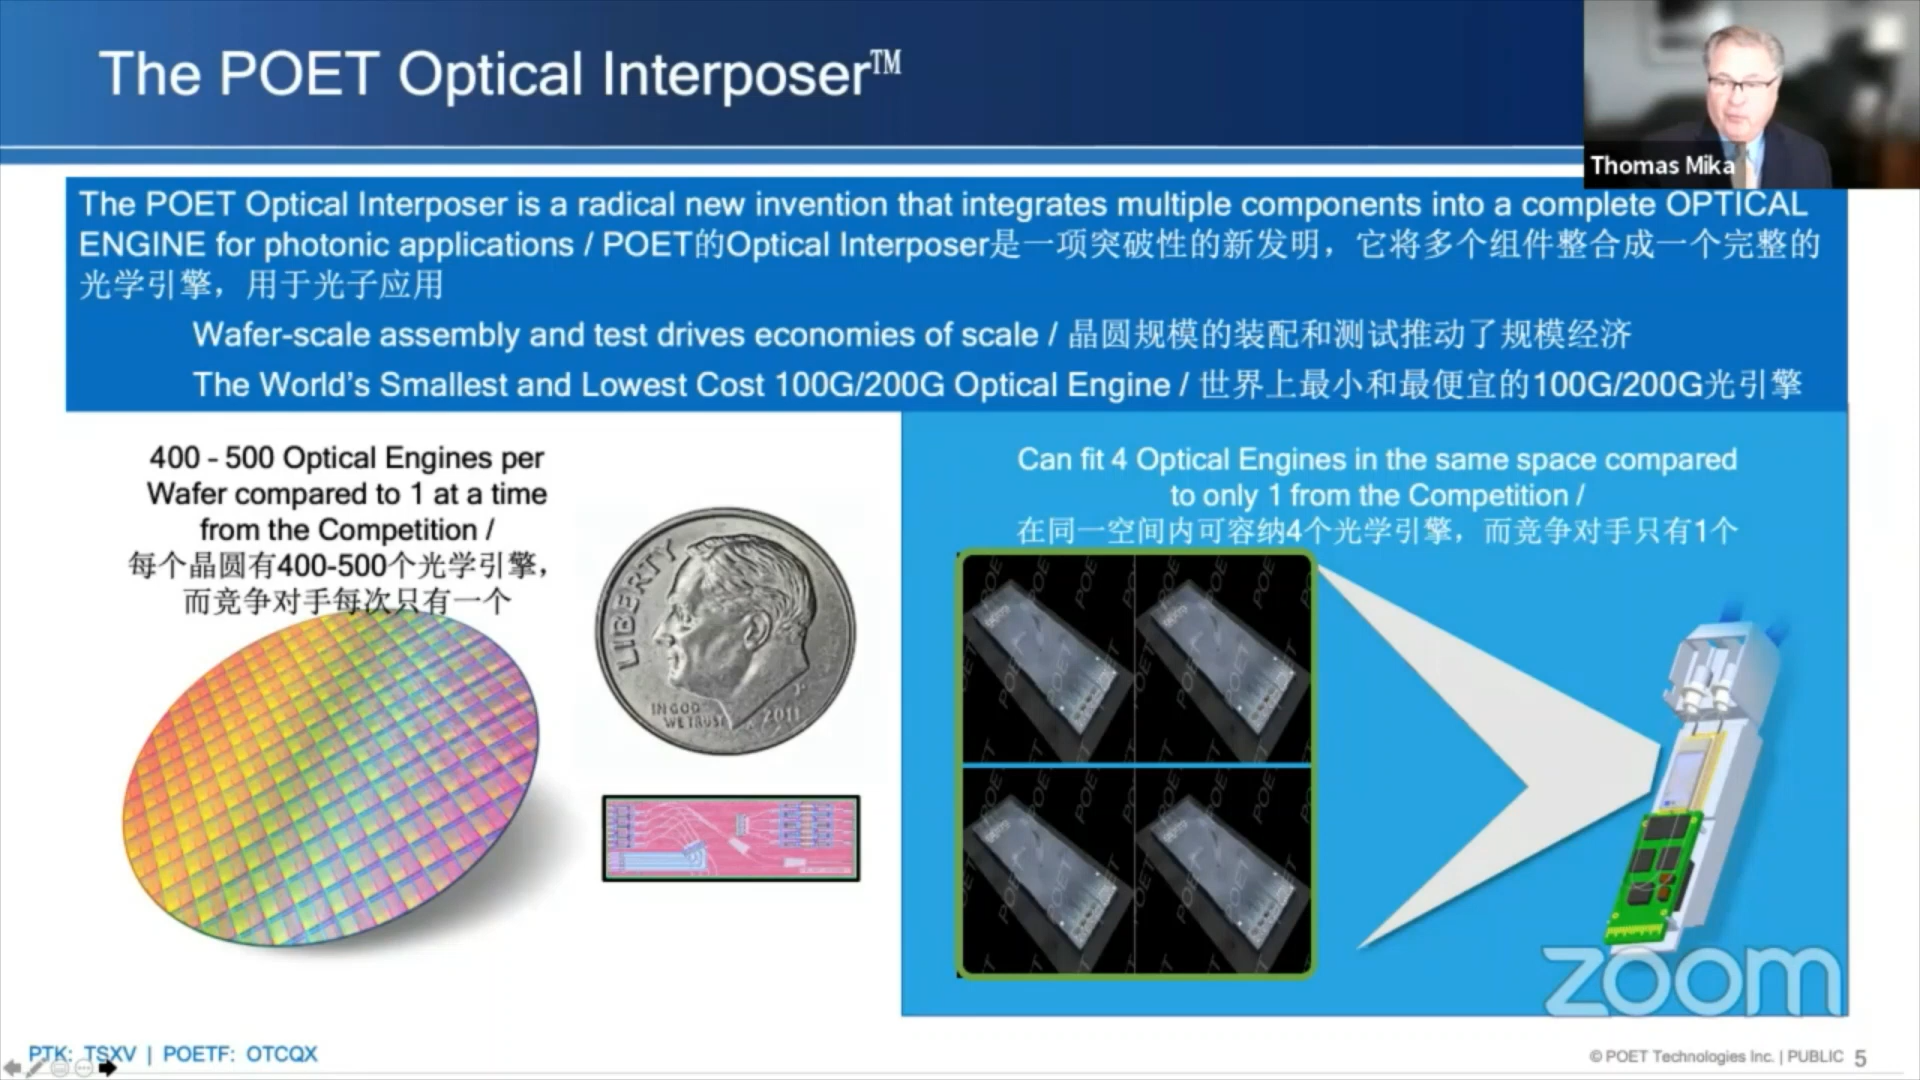 The POET Optical Interposer™
Thomas Mika
The POET Optical Interposer is a radical new invention that integrates multiple components into a complete OPTICAL
ENGINE for photonic applications / POET的Optical Interposer是一项突破性的新发明，它将多个组件整合成一个完整的
光学引擎，用于光子应用
Wafer-scale assembly and test drives economies of scale / 晶圆规模的装配和测试推动了规模经济
The World's Smallest and Lowest Cost 100G/200G Optical Engine / 世界上最小和最便宜的100G/200G光引擎
400 - 500 Optical Engines per
Wafer compared to 1 at a time
from the Competition /
每个晶圆有400-500个光学引擎，
而竞争对手每次只有一个
LIBERTY
IN GOD
WE TRUST
2011
Can fit 4 Optical Engines in the same space compared
to only 1 from the Competition /
在同一空间内可容纳4个光学引擎，而竞争对手只有1个
POET
POET
POET
POET
zoom
PTK: TSXV | POETF: OTCQX
© POET Technologies Inc. | PUBLIC 5